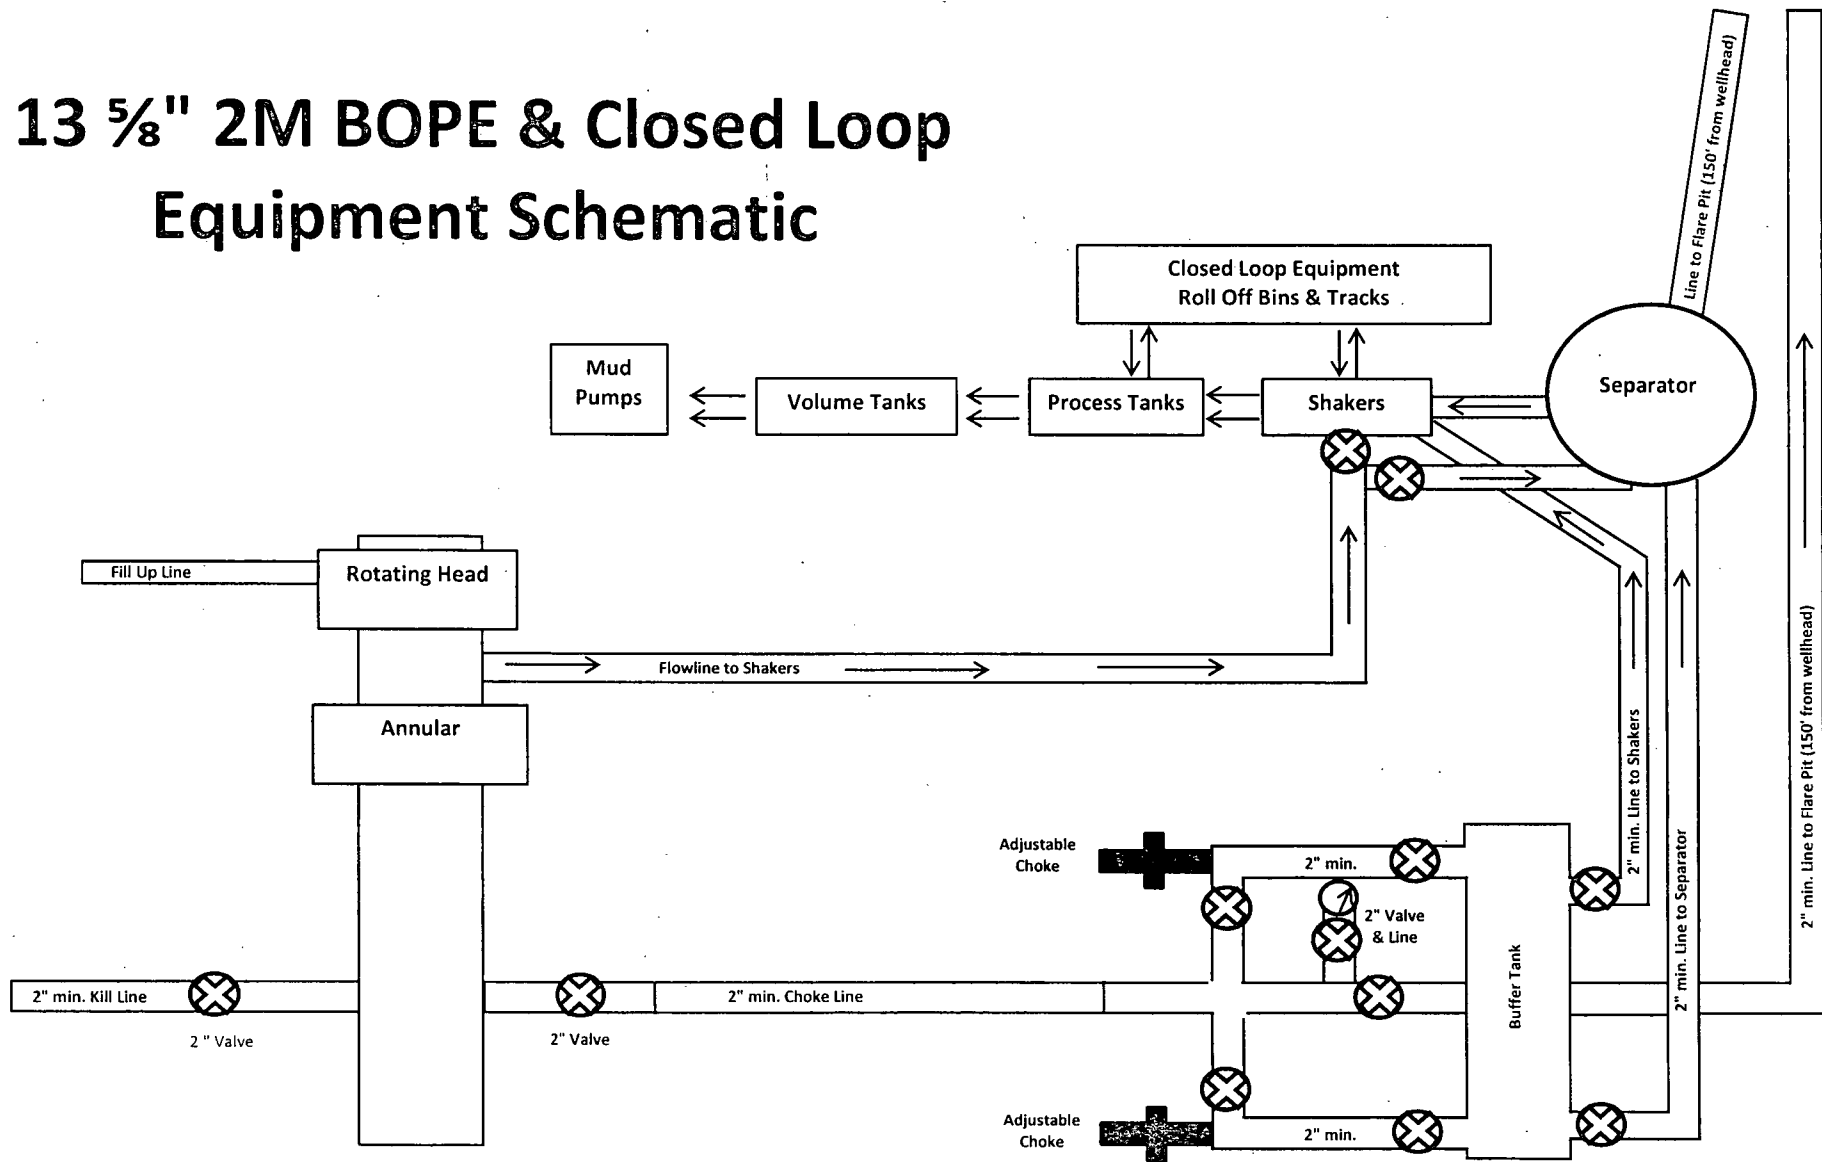 13 ⅝" 2M BOPE & Closed Loop
Equipment Schematic
Line to Flare Pit (150' from wellhead)
Closed Loop Equipment
Roll Off Bins & Tracks
Mud
Pumps
Volume Tanks
Process Tanks
Shakers
Separator
Fill Up Line
Rotating Head
Flowline to Shakers
Annular
2" min. Line to Shakers
2" min. Line to Separator
2" min. Line to Flare Pit (150' from wellhead)
Adjustable
Choke
2" min.
2" Valve
& Line
Buffer Tank
2" min. Kill Line
2" min. Choke Line
2 " Valve
2" Valve
Adjustable
Choke
2" min.